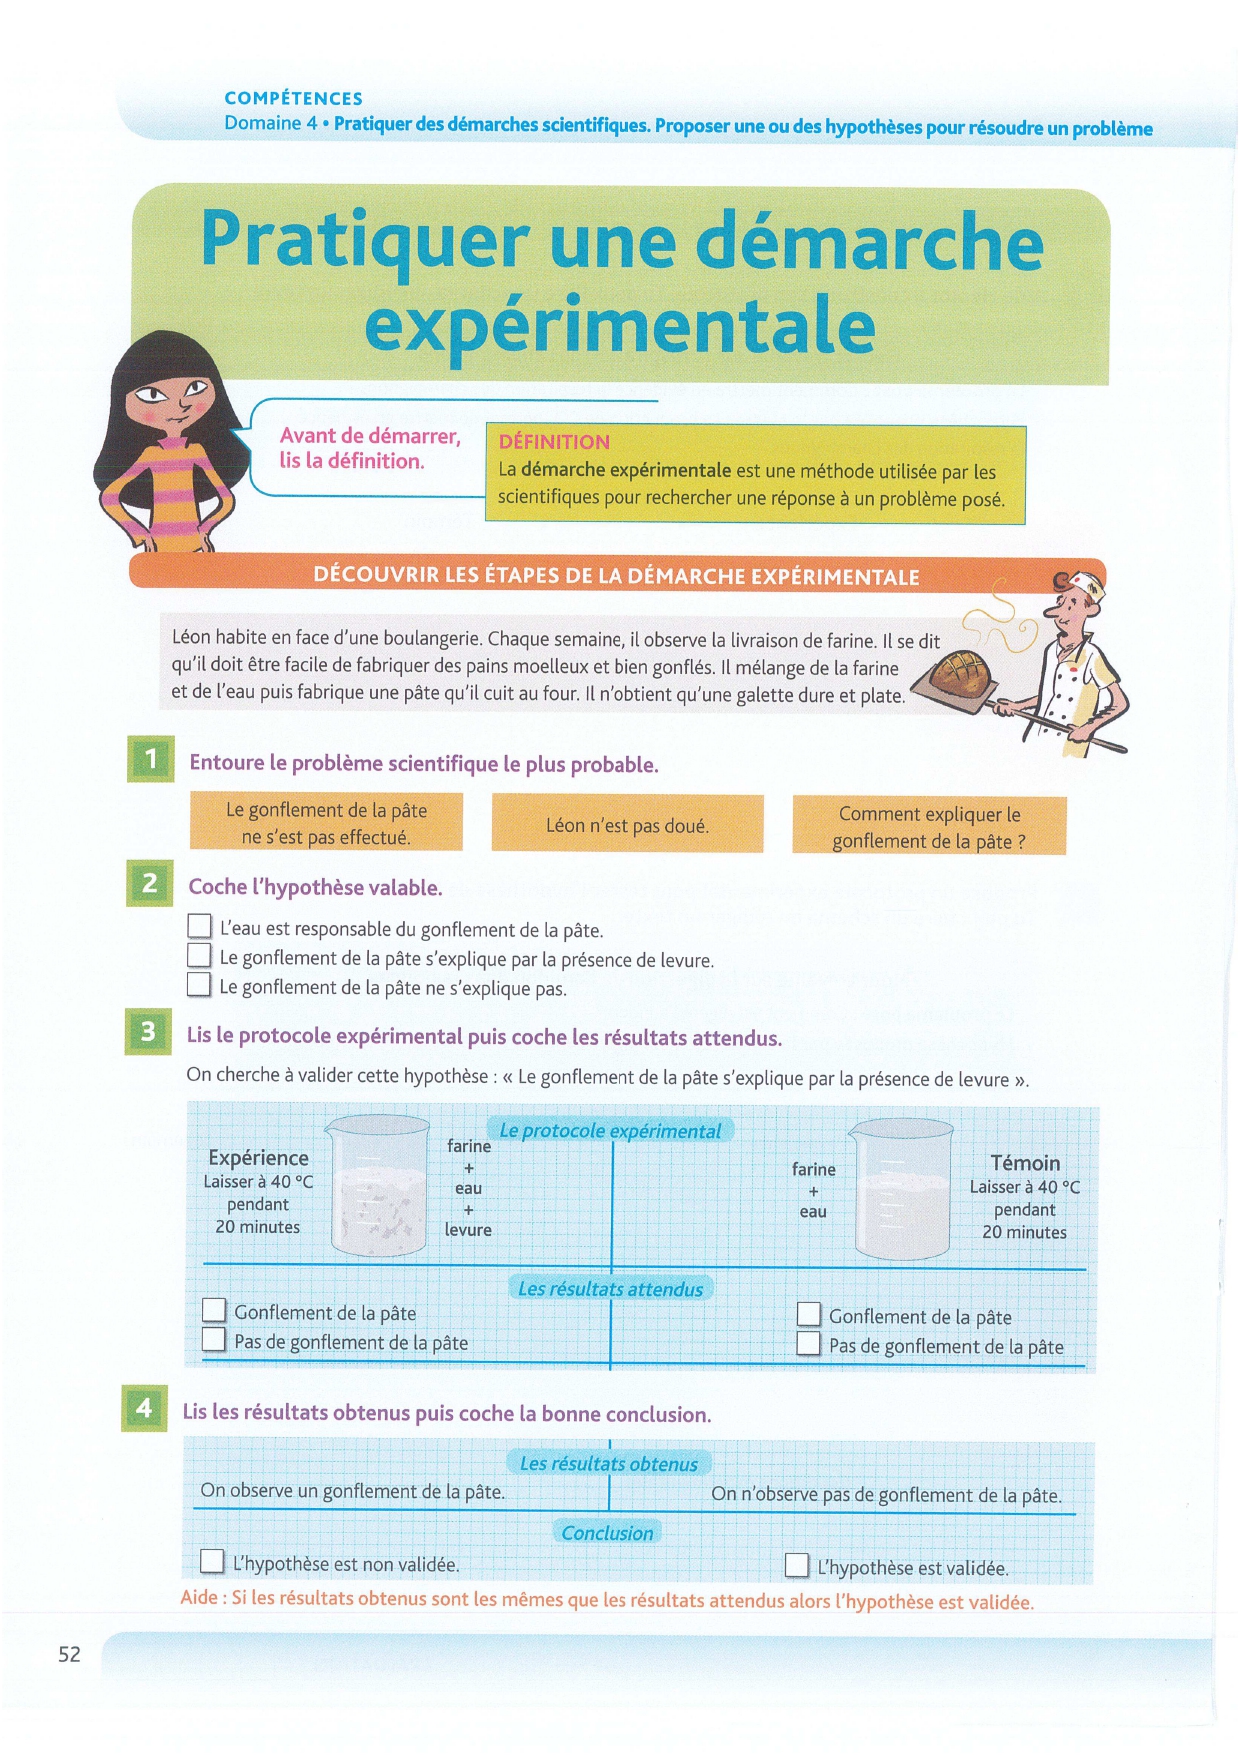 COMPÉTENCES
Domaine 4 • Pratiquer des démarches scientifiques. Proposer une ou des hypothèses pour résoudre un problème
Pratiquer une démarche
expérimentale
Avant de démarrer,
lis la définition.
DÉFINITION
La démarche expérimentale est une méthode utilisée par les
scientifiques pour rechercher une réponse à un problème posé.
DÉCOUVRIR LES ÉTAPES DE LA DÉMARCHE EXPÉRIMENTALE
Léon habite en face d'une boulangerie. Chaque semaine, il observe la livraison de farine. Il se dit
qu'il doit être facile de fabriquer des pains moelleux et bien gonflés. Il mélange de la farine
et de l'eau puis fabrique une pâte qu'il cuit au four. Il n'obtient qu'une galette dure et plate.
1 Entoure le problème scientifique le plus probable.
Le gonflement de la pâte
ne s'est pas effectué.
Léon n'est pas doué.
Comment expliquer le
gonflement de la pâte ?
2 Coche l'hypothèse valable.
L'eau est responsable du gonflement de la pâte.
Le gonflement de la pâte s'explique par la présence de levure.
Le gonflement de la pâte ne s'explique pas.
3 Lis le protocole expérimental puis coche les résultats attendus.
On cherche à valider cette hypothèse : « Le gonflement de la pâte s'explique par la présence de levure ».
Le protocole expérimental
Expérience
Laisser à 40 °C
pendant
20 minutes
farine
+
eau
+
levure
farine
+
eau
Témoin
Laisser à 40 °C
pendant
20 minutes
Les résultats attendus
Gonflement de la pâte
Pas de gonflement de la pâte
Gonflement de la pâte
Pas de gonflement de la pâte
4 Lis les résultats obtenus puis coche la bonne conclusion.
Les résultats obtenus
On observe un gonflement de la pâte.
On n'observe pas de gonflement de la pâte.
Conclusion
L'hypothèse est non validée.
L'hypothèse est validée.
Aide : Si les résultats obtenus sont les mêmes que les résultats attendus alors l'hypothèse est validée.
52